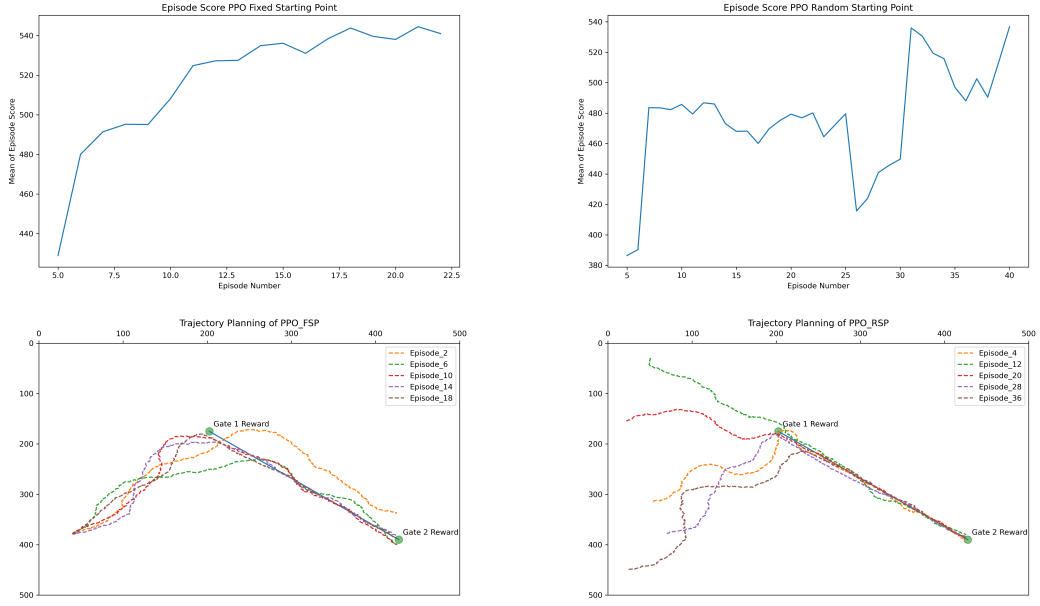 Episode Score PPO Fixed Starting Point
Mean of Episode Score
540
520
500
480
460
440
5.0 7.5 10.0 12.5 15.0 17.5 20.0 22.5
Episode Number
Episode Score PPO Random Starting Point
Mean of Episode Score
540
520
500
480
460
440
420
400
380
5 10 15 20 25 30 35 40
Episode Number
Trajectory Planning of PPO_FSP
0 100 200 300 400 500
0
100
200
300
400
500
Episode_2
Episode_6
Episode_10
Episode_14
Episode_18
Gate 1 Reward
Gate 2 Reward
Trajectory Planning of PPO_RSP
0 100 200 300 400 500
0
100
200
300
400
500
Episode_4
Episode_12
Episode_20
Episode_28
Episode_36
Gate 1 Reward
Gate 2 Reward